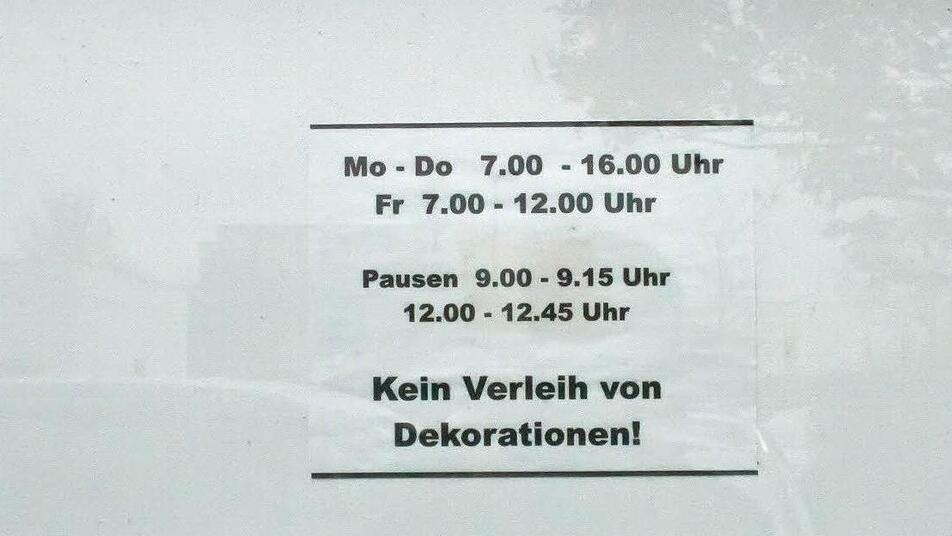 Mo - Do 7.00 - 16.00 Uhr
Fr 7.00 - 12.00 Uhr
Pausen 9.00 - 9.15 Uhr
12.00 - 12.45 Uhr
Kein Verleih von
Dekorationen!